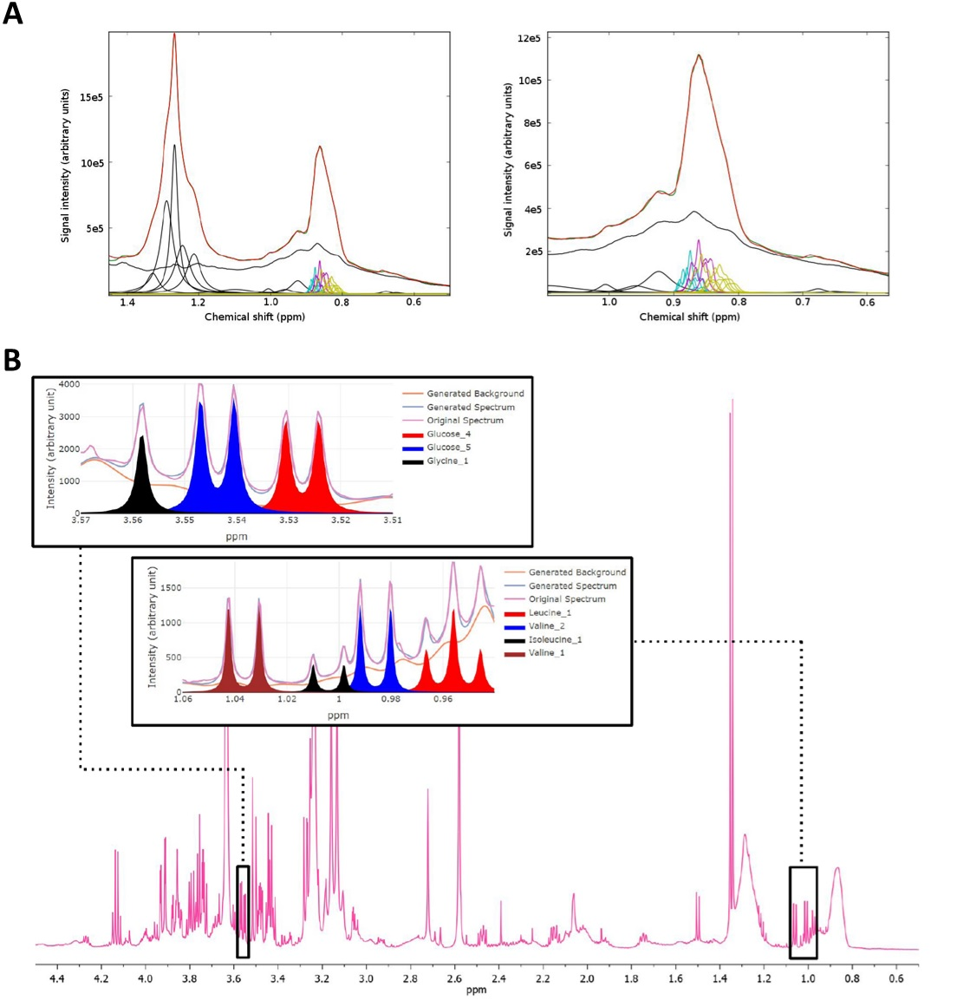 A
Signal intensity (arbitrary units)
15e5
10e5
5e5
1.4 1.2 1.0 0.8 0.6
Chemical shift (ppm)
Signal intensity (arbitrary units)
12e5
10e5
8e5
6e5
4e5
2e5
1.0 0.9 0.8 0.7 0.6
Chemical shift (ppm)
B
Intensity (arbitrary unit)
4000
3000
2000
1000
0
3.57 3.56 3.55 3.54 3.53 3.52 3.51
ppm
Generated Background
Generated Spectrum
Original Spectrum
Glucose_4
Glucose_5
Glycine_1
Intensity (arbitrary unit)
1500
1000
500
0
1.06 1.04 1.02 1 0.98 0.96
ppm
Generated Background
Generated Spectrum
Original Spectrum
Leucine_1
Valine_2
Isoleucine_1
Valine_1
4.4 4.2 4.0 3.8 3.6 3.4 3.2 3.0 2.8 2.6 2.4 2.2 2.0 1.8 1.6 1.4 1.2 1.0 0.8 0.6
ppm